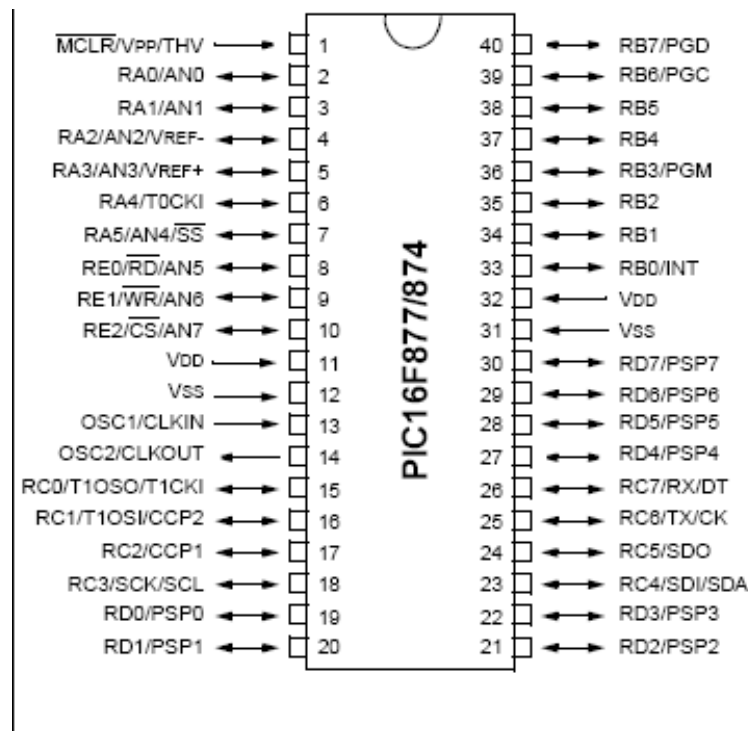 MCLR/VPP/THV 1 40 RB7/PGD
RA0/AN0 2 39 RB6/PGC
RA1/AN1 3 38 RB5
RA2/AN2/VREF- 4 37 RB4
RA3/AN3/VREF+ 5 36 RB3/PGM
RA4/T0CKI 6 35 RB2
RA5/AN4/SS 7 34 RB1
RE0/RD/AN5 8 33 RB0/INT
RE1/WR/AN6 9 32 VDD
RE2/CS/AN7 10 31 VSS
VDD 11 30 RD7/PSP7
VSS 12 29 RD6/PSP6
OSC1/CLKIN 13 28 RD5/PSP5
OSC2/CLKOUT 14 27 RD4/PSP4
RC0/T1OSO/T1CKI 15 26 RC7/RX/DT
RC1/T1OSI/CCP2 16 25 RC6/TX/CK
RC2/CCP1 17 24 RC5/SDO
RC3/SCK/SCL 18 23 RC4/SDI/SDA
RD0/PSP0 19 22 RD3/PSP3
RD1/PSP1 20 21 RD2/PSP2
PIC16F877/874